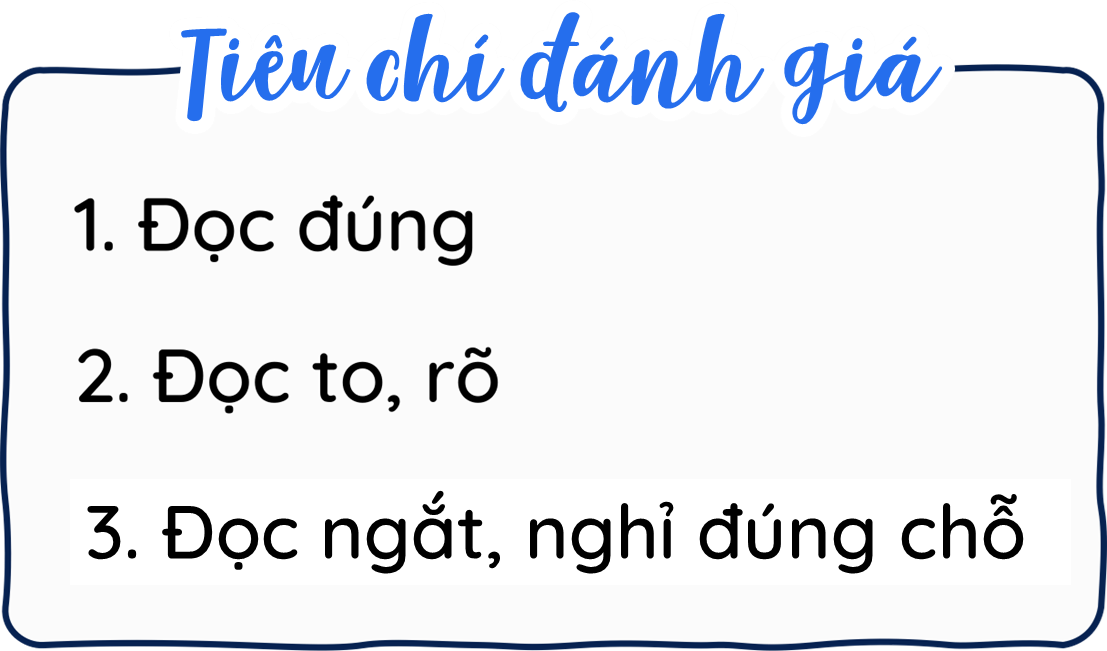 Tiêu chí đánh giá
1. Đọc đúng
2. Đọc to, rõ
3. Đọc ngắt, nghỉ đúng chỗ